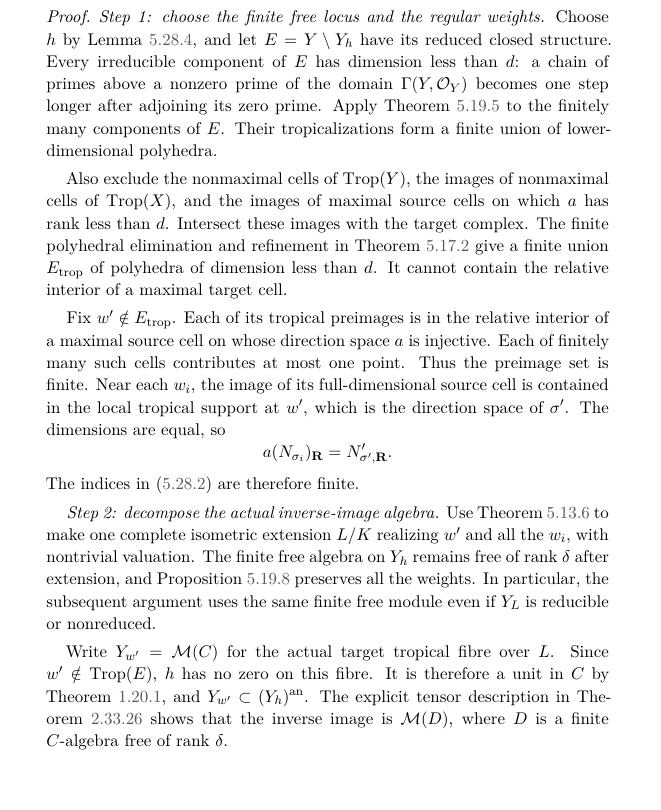 Proof. Step 1: choose the finite free locus and the regular weights. Choose
h by Lemma 5.28.4, and let E = Y \ Y_h have its reduced closed structure.
Every irreducible component of E has dimension less than d: a chain of
primes above a nonzero prime of the domain Γ(Y, O_Y) becomes one step
longer after adjoining its zero prime. Apply Theorem 5.19.5 to the finitely
many components of E. Their tropicalizations form a finite union of lower-
dimensional polyhedra.
Also exclude the nonmaximal cells of Trop(Y), the images of nonmaximal
cells of Trop(X), and the images of maximal source cells on which a has
rank less than d. Intersect these images with the target complex. The finite
polyhedral elimination and refinement in Theorem 5.17.2 give a finite union
E_trop of polyhedra of dimension less than d. It cannot contain the relative
interior of a maximal target cell.
Fix w′ ∉ E_trop. Each of its tropical preimages is in the relative interior of
a maximal source cell on whose direction space a is injective. Each of finitely
many such cells contributes at most one point. Thus the preimage set is
finite. Near each w_i, the image of its full-dimensional source cell is contained
in the local tropical support at w′, which is the direction space of σ′. The
dimensions are equal, so
a(N_{σ_i})_R = N′_{σ′,R}.
The indices in (5.28.2) are therefore finite.
Step 2: decompose the actual inverse-image algebra. Use Theorem 5.13.6 to
make one complete isometric extension L/K realizing w′ and all the w_i, with
nontrivial valuation. The finite free algebra on Y_h remains free of rank δ after
extension, and Proposition 5.19.8 preserves all the weights. In particular, the
subsequent argument uses the same finite free module even if Y_L is reducible
or nonreduced.
Write Y_{w′} = M(C) for the actual target tropical fibre over L. Since
w′ ∉ Trop(E), h has no zero on this fibre. It is therefore a unit in C by
Theorem 1.20.1, and Y_{w′} ⊂ (Y_h)^an. The explicit tensor description in The-
orem 2.33.26 shows that the inverse image is M(D), where D is a finite
C-algebra free of rank δ.